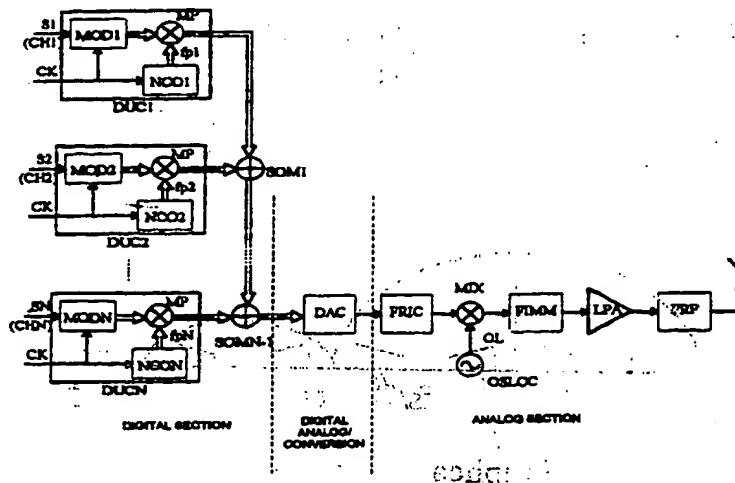 S1 MOD1 MP
(CH1)
fp1
CK NCO1
DUC1
S2 MOD2 MP
(CH2)
fp2
SOM1
CK NCO2
DUC2
SN MODN MP
(CHN)
fpN
SOMN-1
CK NCON
DUCN
DAC FRIC MIX FIMM LPA FRP
OL
OSLOC
DIGITAL SECTION
DIGITAL
ANALOG/
CONVERSION
ANALOG SECTION